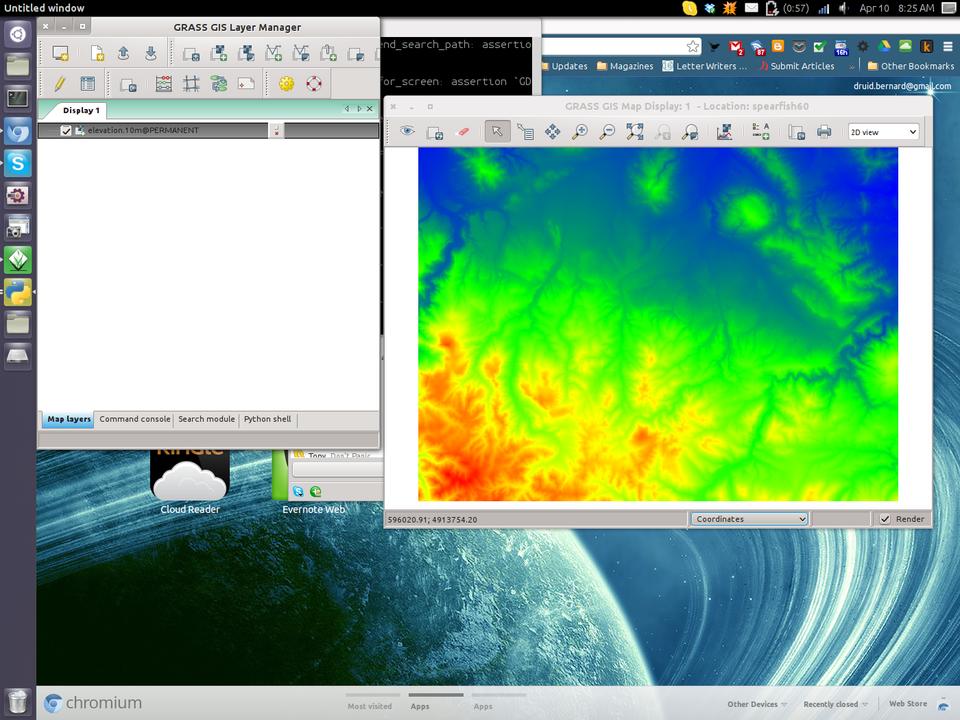 Untitled window
(0:57)
Apr 10
8:25 AM
GRASS GIS Layer Manager
Display 1
elevation.10m@PERMANENT
Map layers
Command console
Search module
Python shell
end_search_path: assertio
for_screen: assertion `GD
2
87
16h
Updates
Magazines
Letter Writers ...
Submit Articles
Other Bookmarks
druid.bernard@gmail.com
GRASS GIS Map Display: 1 - Location: spearfish60
2D view
596020.91; 4913754.20
Coordinates
Render
Kindle
Tony Don't Panic
Cloud Reader
Evernote Web
chromium
Most visited
Apps
Apps
Other Devices
Recently closed
Web Store